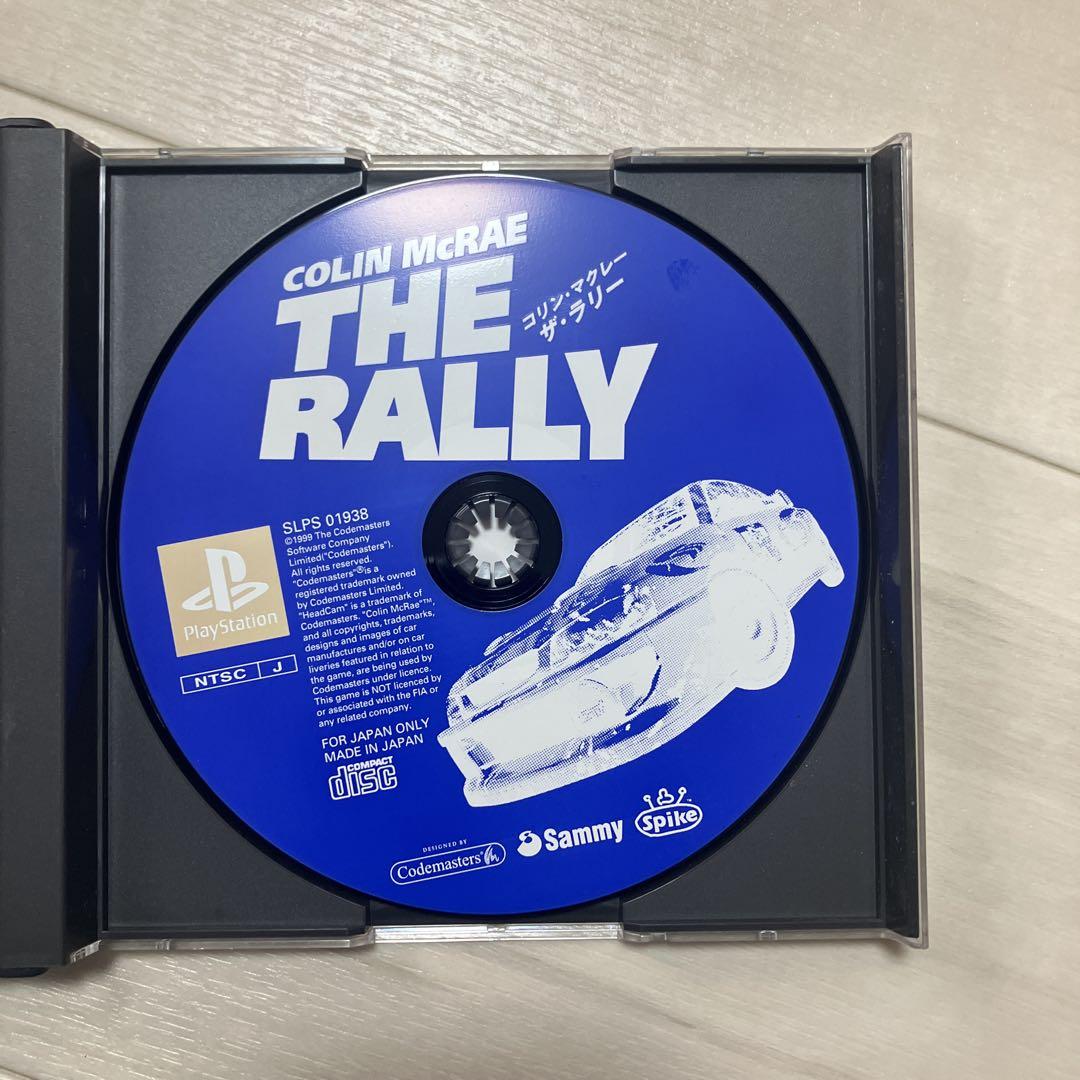 COLIN McRAE
THE
RALLY
コリン・マクレー
ザ・ラリー
SLPS 01938
©1999 The Codemasters
Software Company
Limited("Codemasters").
All rights reserved.
"Codemasters"®is a
registered trademark owned
by Codemasters Limited.
"HeadCam" is a trademark of
Codemasters. "Colin McRae"™,
and all copyrights, trademarks,
designs and images of car
manufactures and/or on car
liveries featured in relation to
the game, are being used by
Codemasters under licence.
This game is NOT licenced by
or associated with the FIA or
any related company.
FOR JAPAN ONLY
MADE IN JAPAN
COMPACT
disc
PlayStation
NTSC J
DESIGNED BY
Codemasters
Sammy
Spike™